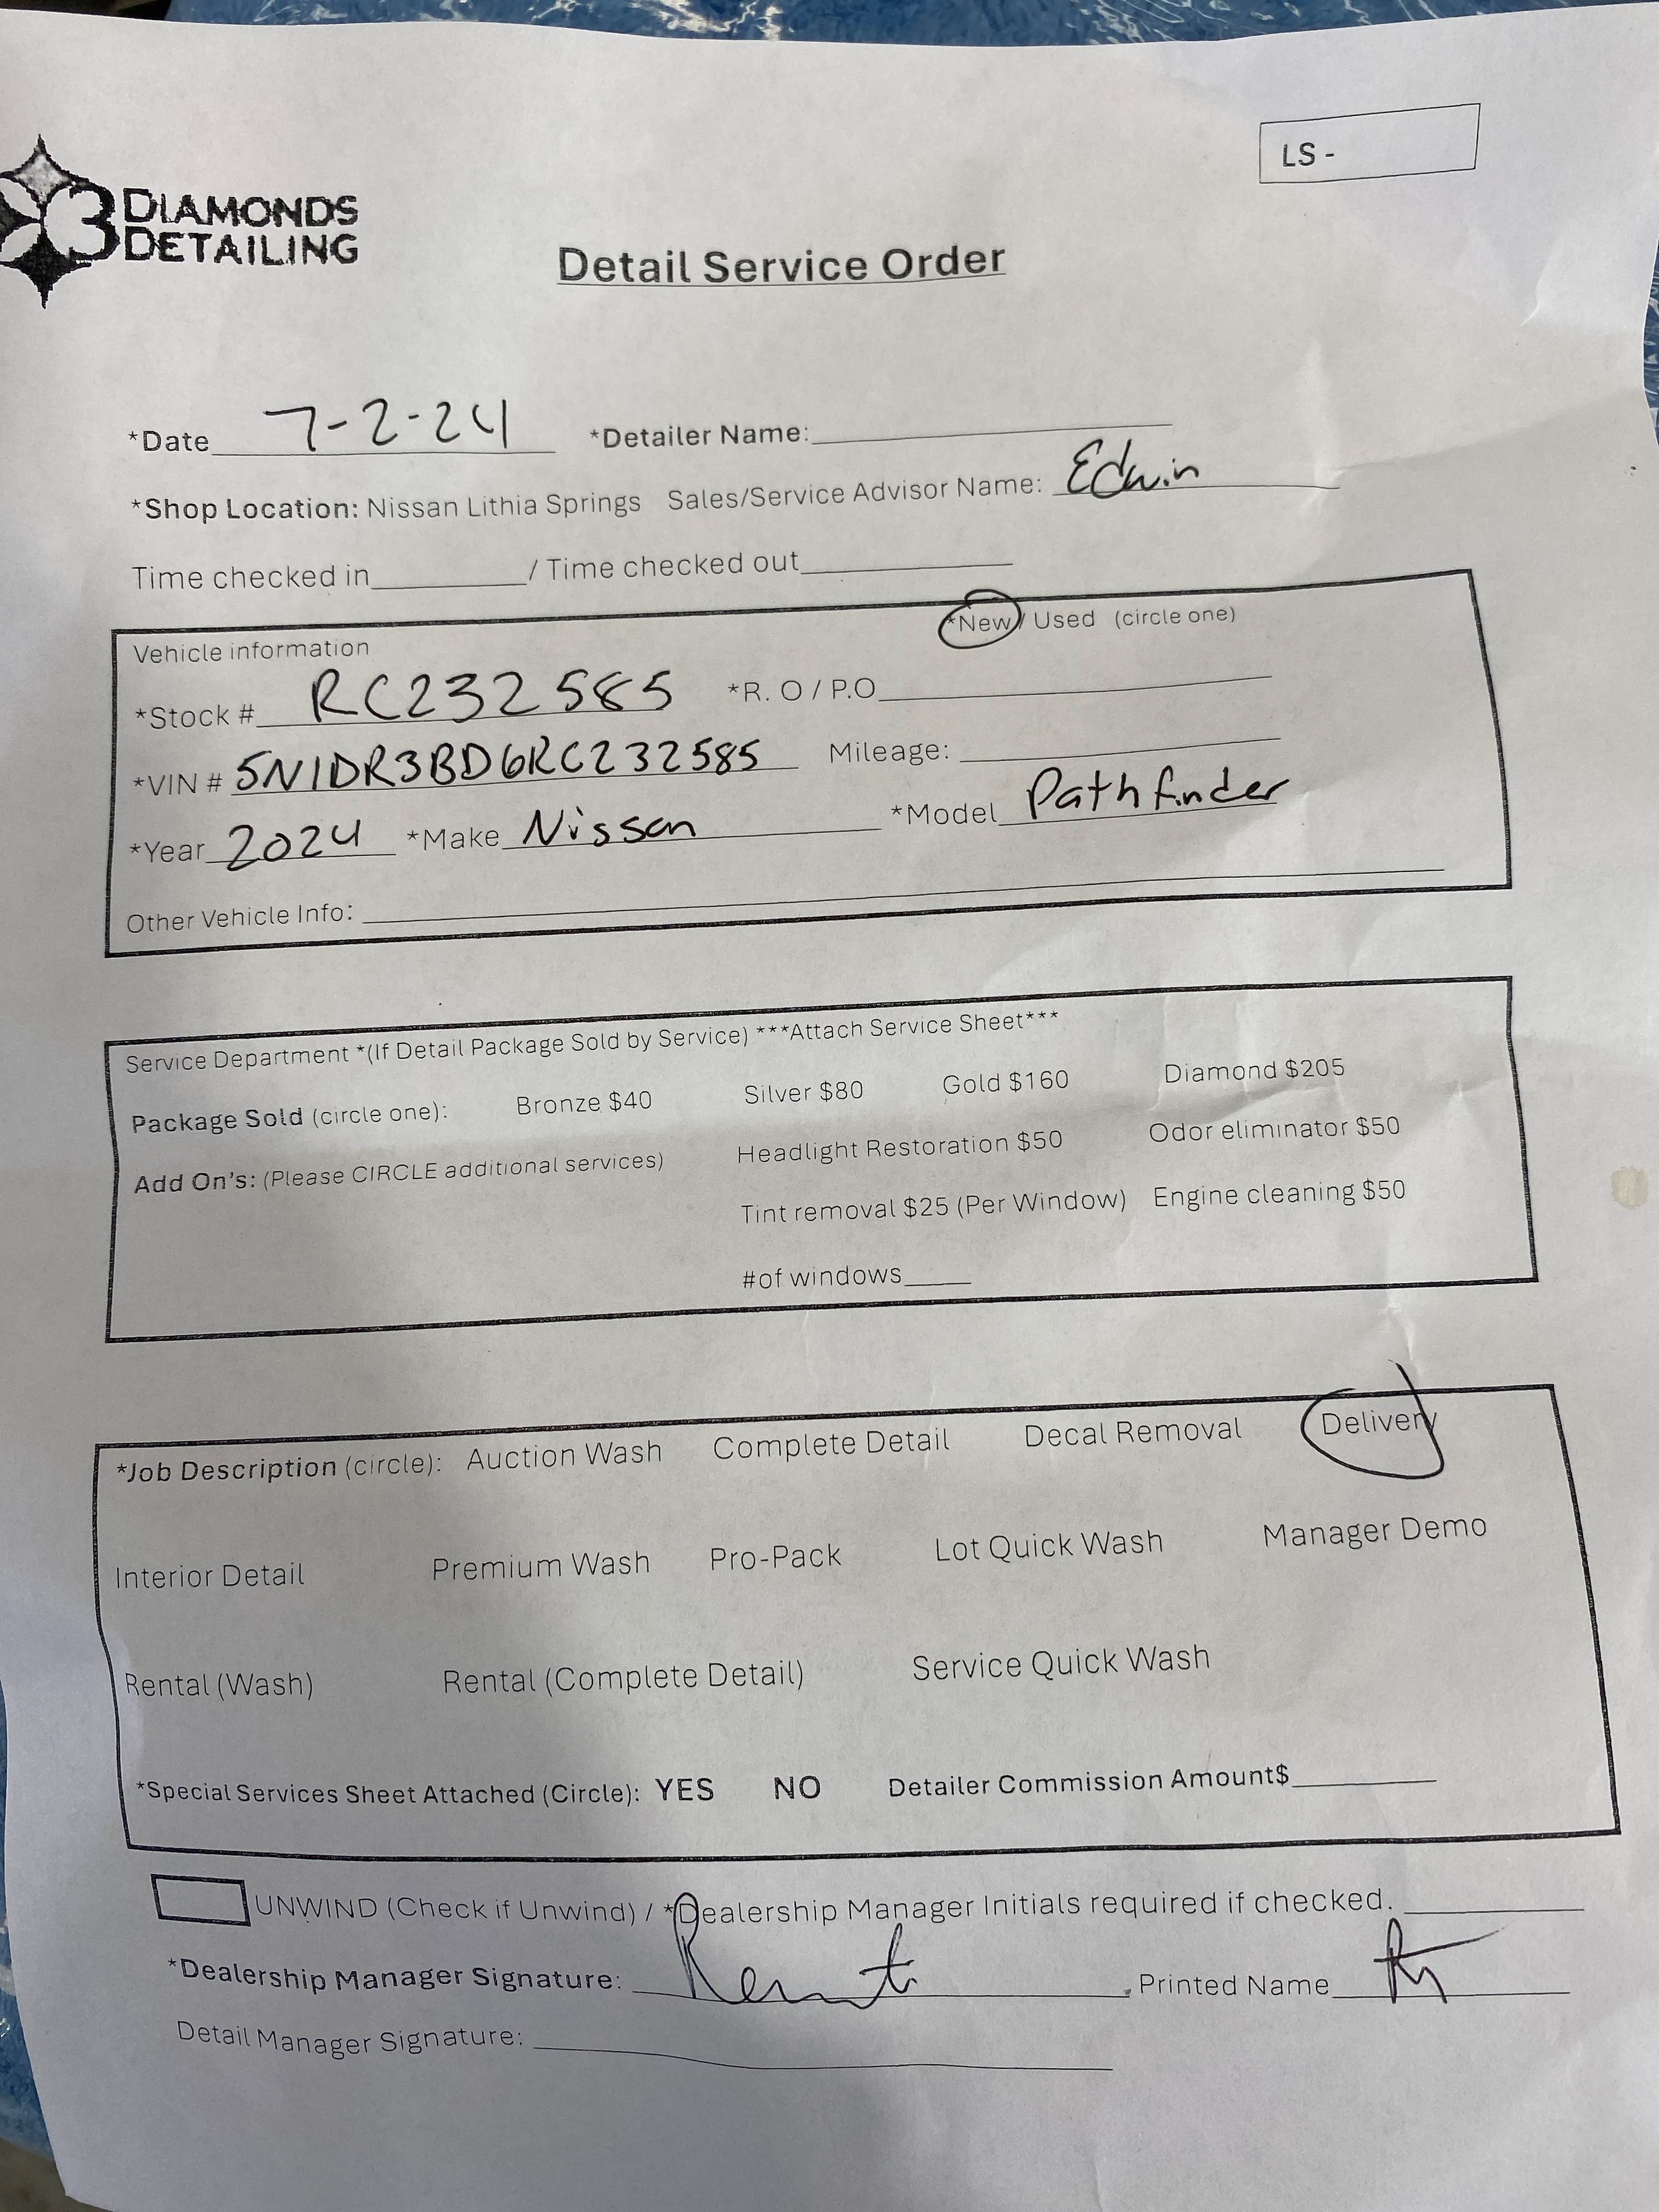 LS -
3 DIAMONDS
DETAILING
Detail Service Order
*Date 7-2-24 *Detailer Name:
*Shop Location: Nissan Lithia Springs Sales/Service Advisor Name: Edwin
Time checked in / Time checked out
*New / Used (circle one)
Vehicle information
*Stock # RC232585 *R. O / P.O
*VIN # 5N1DR3BD6RC232585 Mileage:
*Year 2024 *Make Nissan *Model Pathfinder
Other Vehicle Info:
Service Department *(If Detail Package Sold by Service) ***Attach Service Sheet***
Package Sold (circle one): Bronze $40 Silver $80 Gold $160 Diamond $205
Add On's: (Please CIRCLE additional services) Headlight Restoration $50 Odor eliminator $50
Tint removal $25 (Per Window) Engine cleaning $50
#of windows
*Job Description (circle): Auction Wash Complete Detail Decal Removal Delivery
Interior Detail Premium Wash Pro-Pack Lot Quick Wash Manager Demo
Rental (Wash) Rental (Complete Detail) Service Quick Wash
*Special Services Sheet Attached (Circle): YES NO Detailer Commission Amount$
UNWIND (Check if Unwind) / *Dealership Manager Initials required if checked.
*Dealership Manager Signature: Printed Name
Detail Manager Signature: